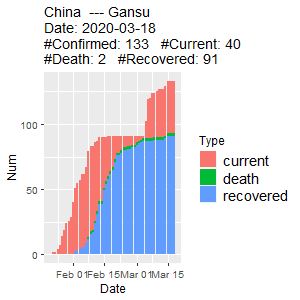 China --- Gansu
Date: 2020-03-18
#Confirmed: 133 #Current: 40
#Death: 2 #Recovered: 91
100
50
0
Num
Feb 01 Feb 15 Mar 01 Mar 15
Date
Type
current
death
recovered